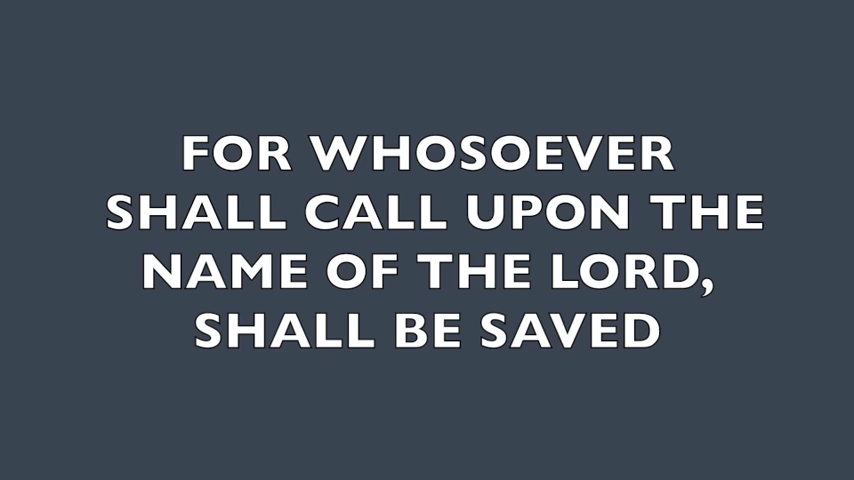 FOR WHOSOEVER
SHALL CALL UPON THE
NAME OF THE LORD,
SHALL BE SAVED